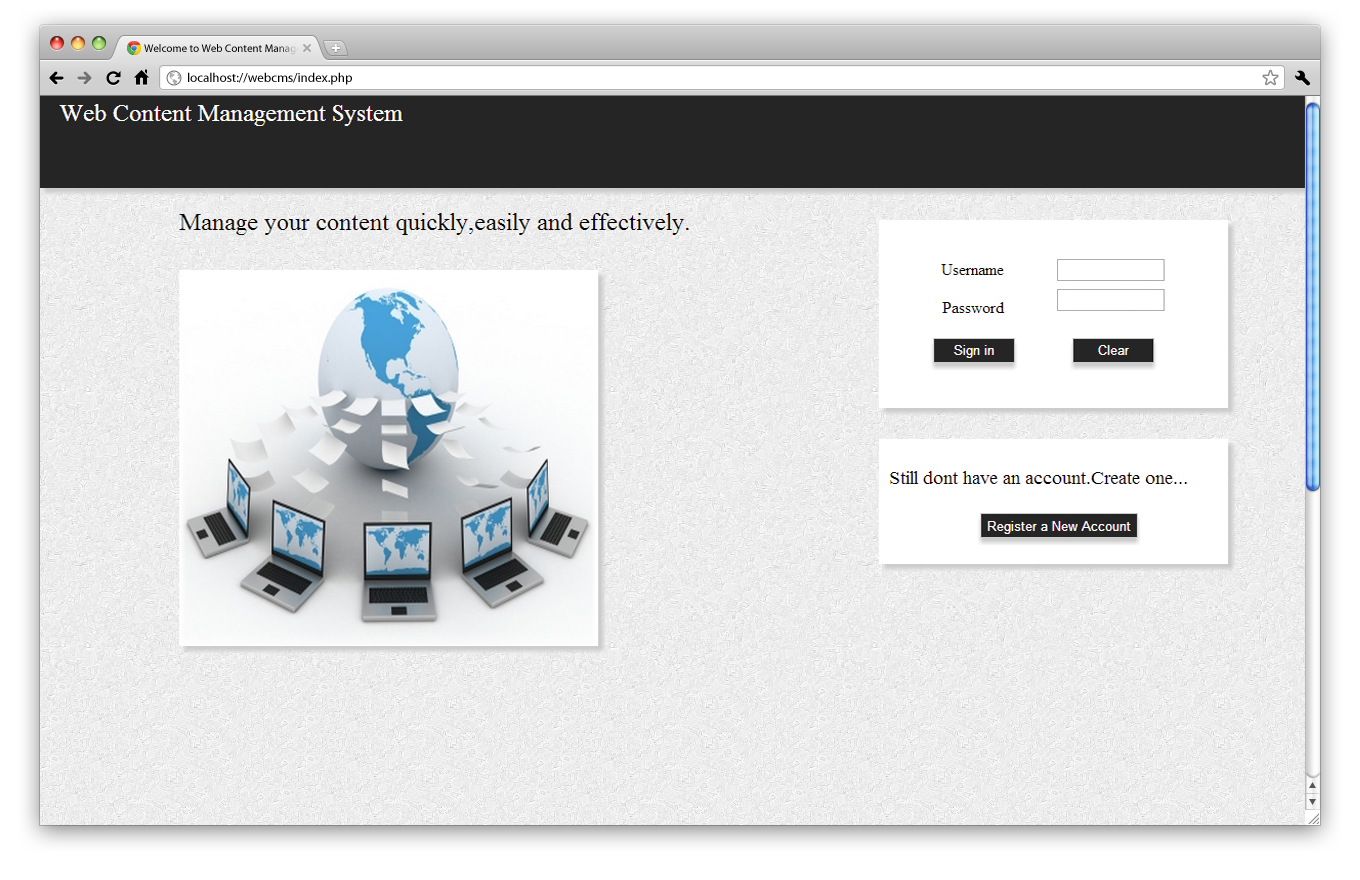 Welcome to Web Content Manag
localhost://webcms/index.php
Web Content Management System
Manage your content quickly,easily and effectively.
Username
Password
Sign in Clear
Still dont have an account.Create one...
Register a New Account